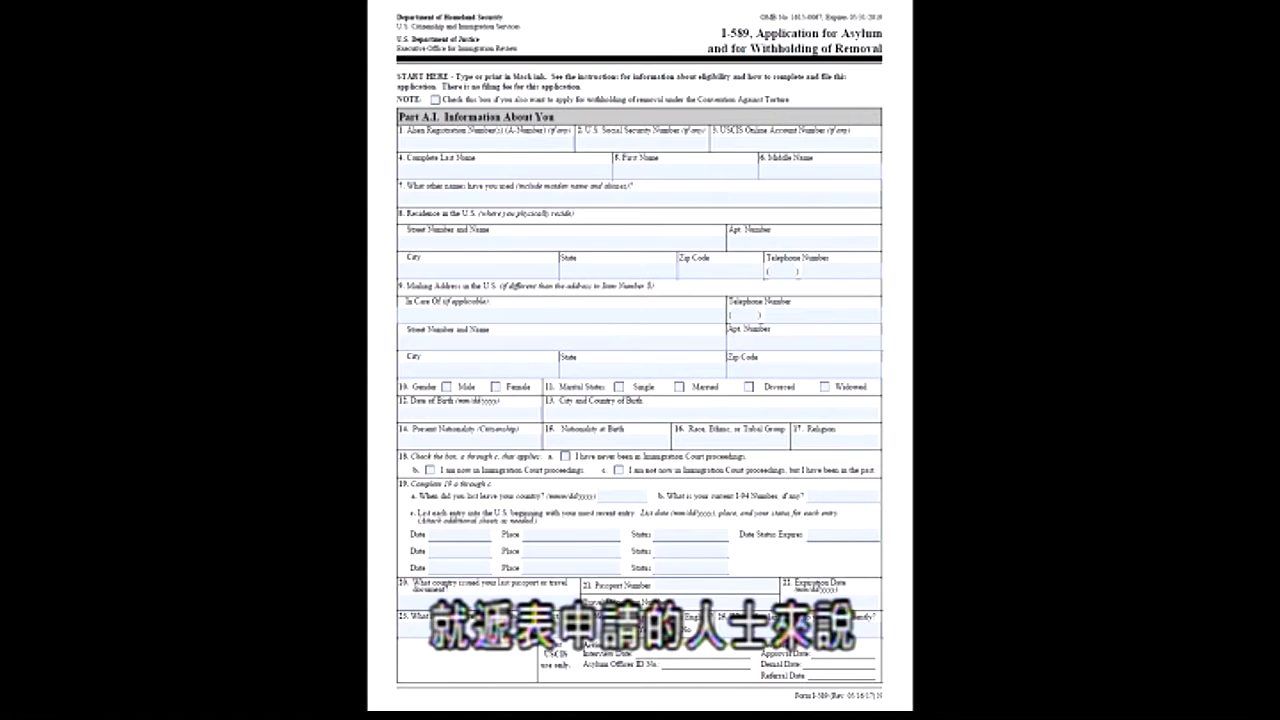 Department of Homeland Security
U.S. Citizenship and Immigration Services
U.S. Department of Justice
Executive Office for Immigration Review
OMB No. 1615-0067; Expires 05/31/2019
I-589, Application for Asylum
and for Withholding of Removal
START HERE - Type or print in black ink. See the instructions for information about eligibility and how to complete and file this
application. There is no filing fee for this application.
NOTE: Check this box if you also want to apply for withholding of removal under the Convention Against Torture
Part A.I. Information About You
1. Alien Registration Number(s) (A-Number) (if any) 2. U.S. Social Security Number (if any) 3. USCIS Online Account Number (if any)
4. Complete Last Name 5. First Name 6. Middle Name
7. What other names have you used (include maiden name and aliases)?
8. Residence in the U.S. (where you physically reside)
Street Number and Name Apt. Number
City State Zip Code Telephone Number
( )
9. Mailing Address in the U.S. (if different than the address in Item Number 8)
In Care Of (if applicable): Telephone Number
( )
Street Number and Name Apt. Number
City State Zip Code
10. Gender Male Female 11. Marital Status: Single Married Divorced Widowed
12. Date of Birth (mm/dd/yyyy) 13. City and Country of Birth
14. Present Nationality (Citizenship) 15. Nationality at Birth 16. Race, Ethnic, or Tribal Group 17. Religion
18. Check the box, a through c, that applies: a. I have never been in Immigration Court proceedings.
b. I am now in Immigration Court proceedings. c. I am not now in Immigration Court proceedings, but I have been in the past.
19. Complete 19 a through c.
a. When did you last leave your country? (mm/dd/yyyy) b. What is your current I-94 Number, if any?
c. List each entry into the U.S. beginning with your most recent entry. List date (mm/dd/yyyy), place, and your status for each entry.
(Attach additional sheets as needed.)
Date Place Status Date Status Expires
Date Place Status
Date Place Status
20. What country issued your last passport or travel
document? 21. Passport Number 22. Expiration Date
(mm/dd/yyyy)
就遞表申請的人士來說
USCIS
use only.
Interview Date:
Asylum Officer ID No.:
Approval Date:
Denial Date:
Referral Date:
Form I-589 (Rev. 05/16/17) N